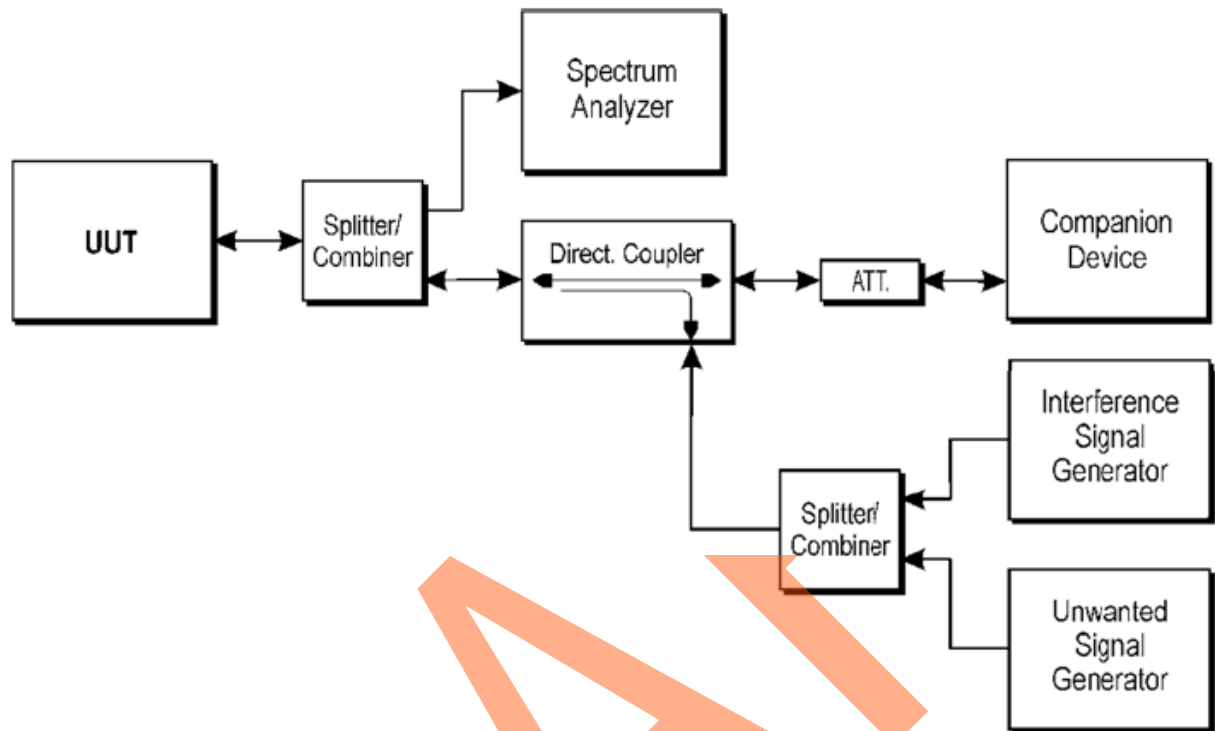 Spectrum
Analyzer
UUT
Splitter/
Combiner
Direct. Coupler
ATT.
Companion
Device
Interference
Signal
Generator
Splitter/
Combiner
Unwanted
Signal
Generator